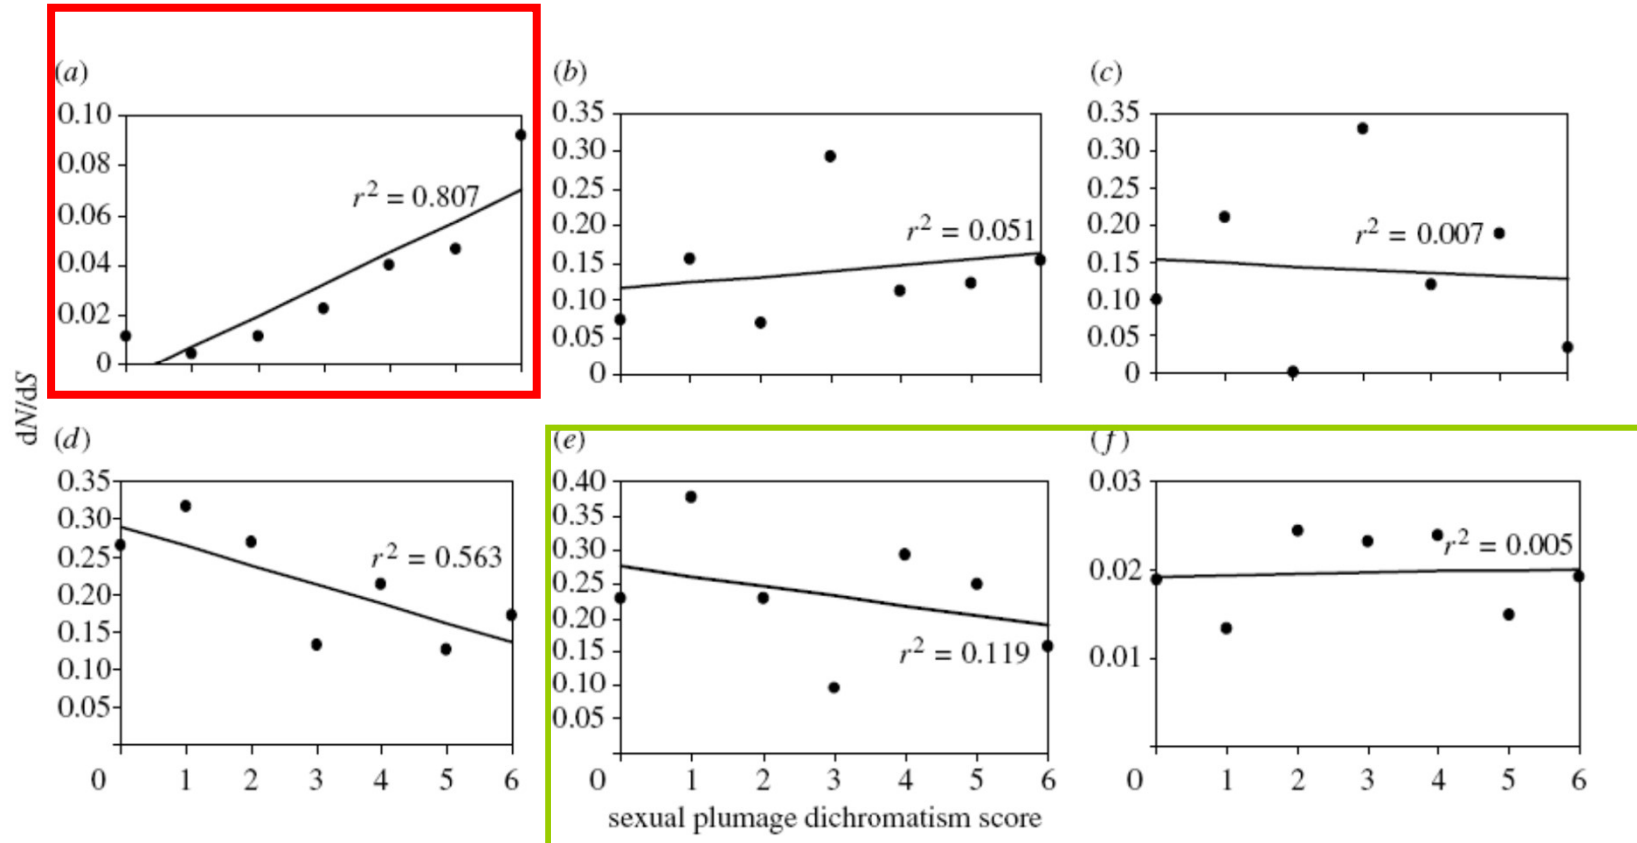 (a)
0.10
0.08
0.06
0.04
0.02
0
r² = 0.807
(b)
0.35
0.30
0.25
0.20
0.15
0.10
0.05
0
r² = 0.051
(c)
0.35
0.30
0.25
0.20
0.15
0.10
0.05
0
r² = 0.007
dN/dS
(d)
0.35
0.30
0.25
0.20
0.15
0.10
0.05
0 1 2 3 4 5 6
r² = 0.563
(e)
0.40
0.35
0.30
0.25
0.20
0.15
0.10
0.05
0 1 2 3 4 5 6
r² = 0.119
(f)
0.03
0.02
0.01
0 1 2 3 4 5 6
r² = 0.005
sexual plumage dichromatism score